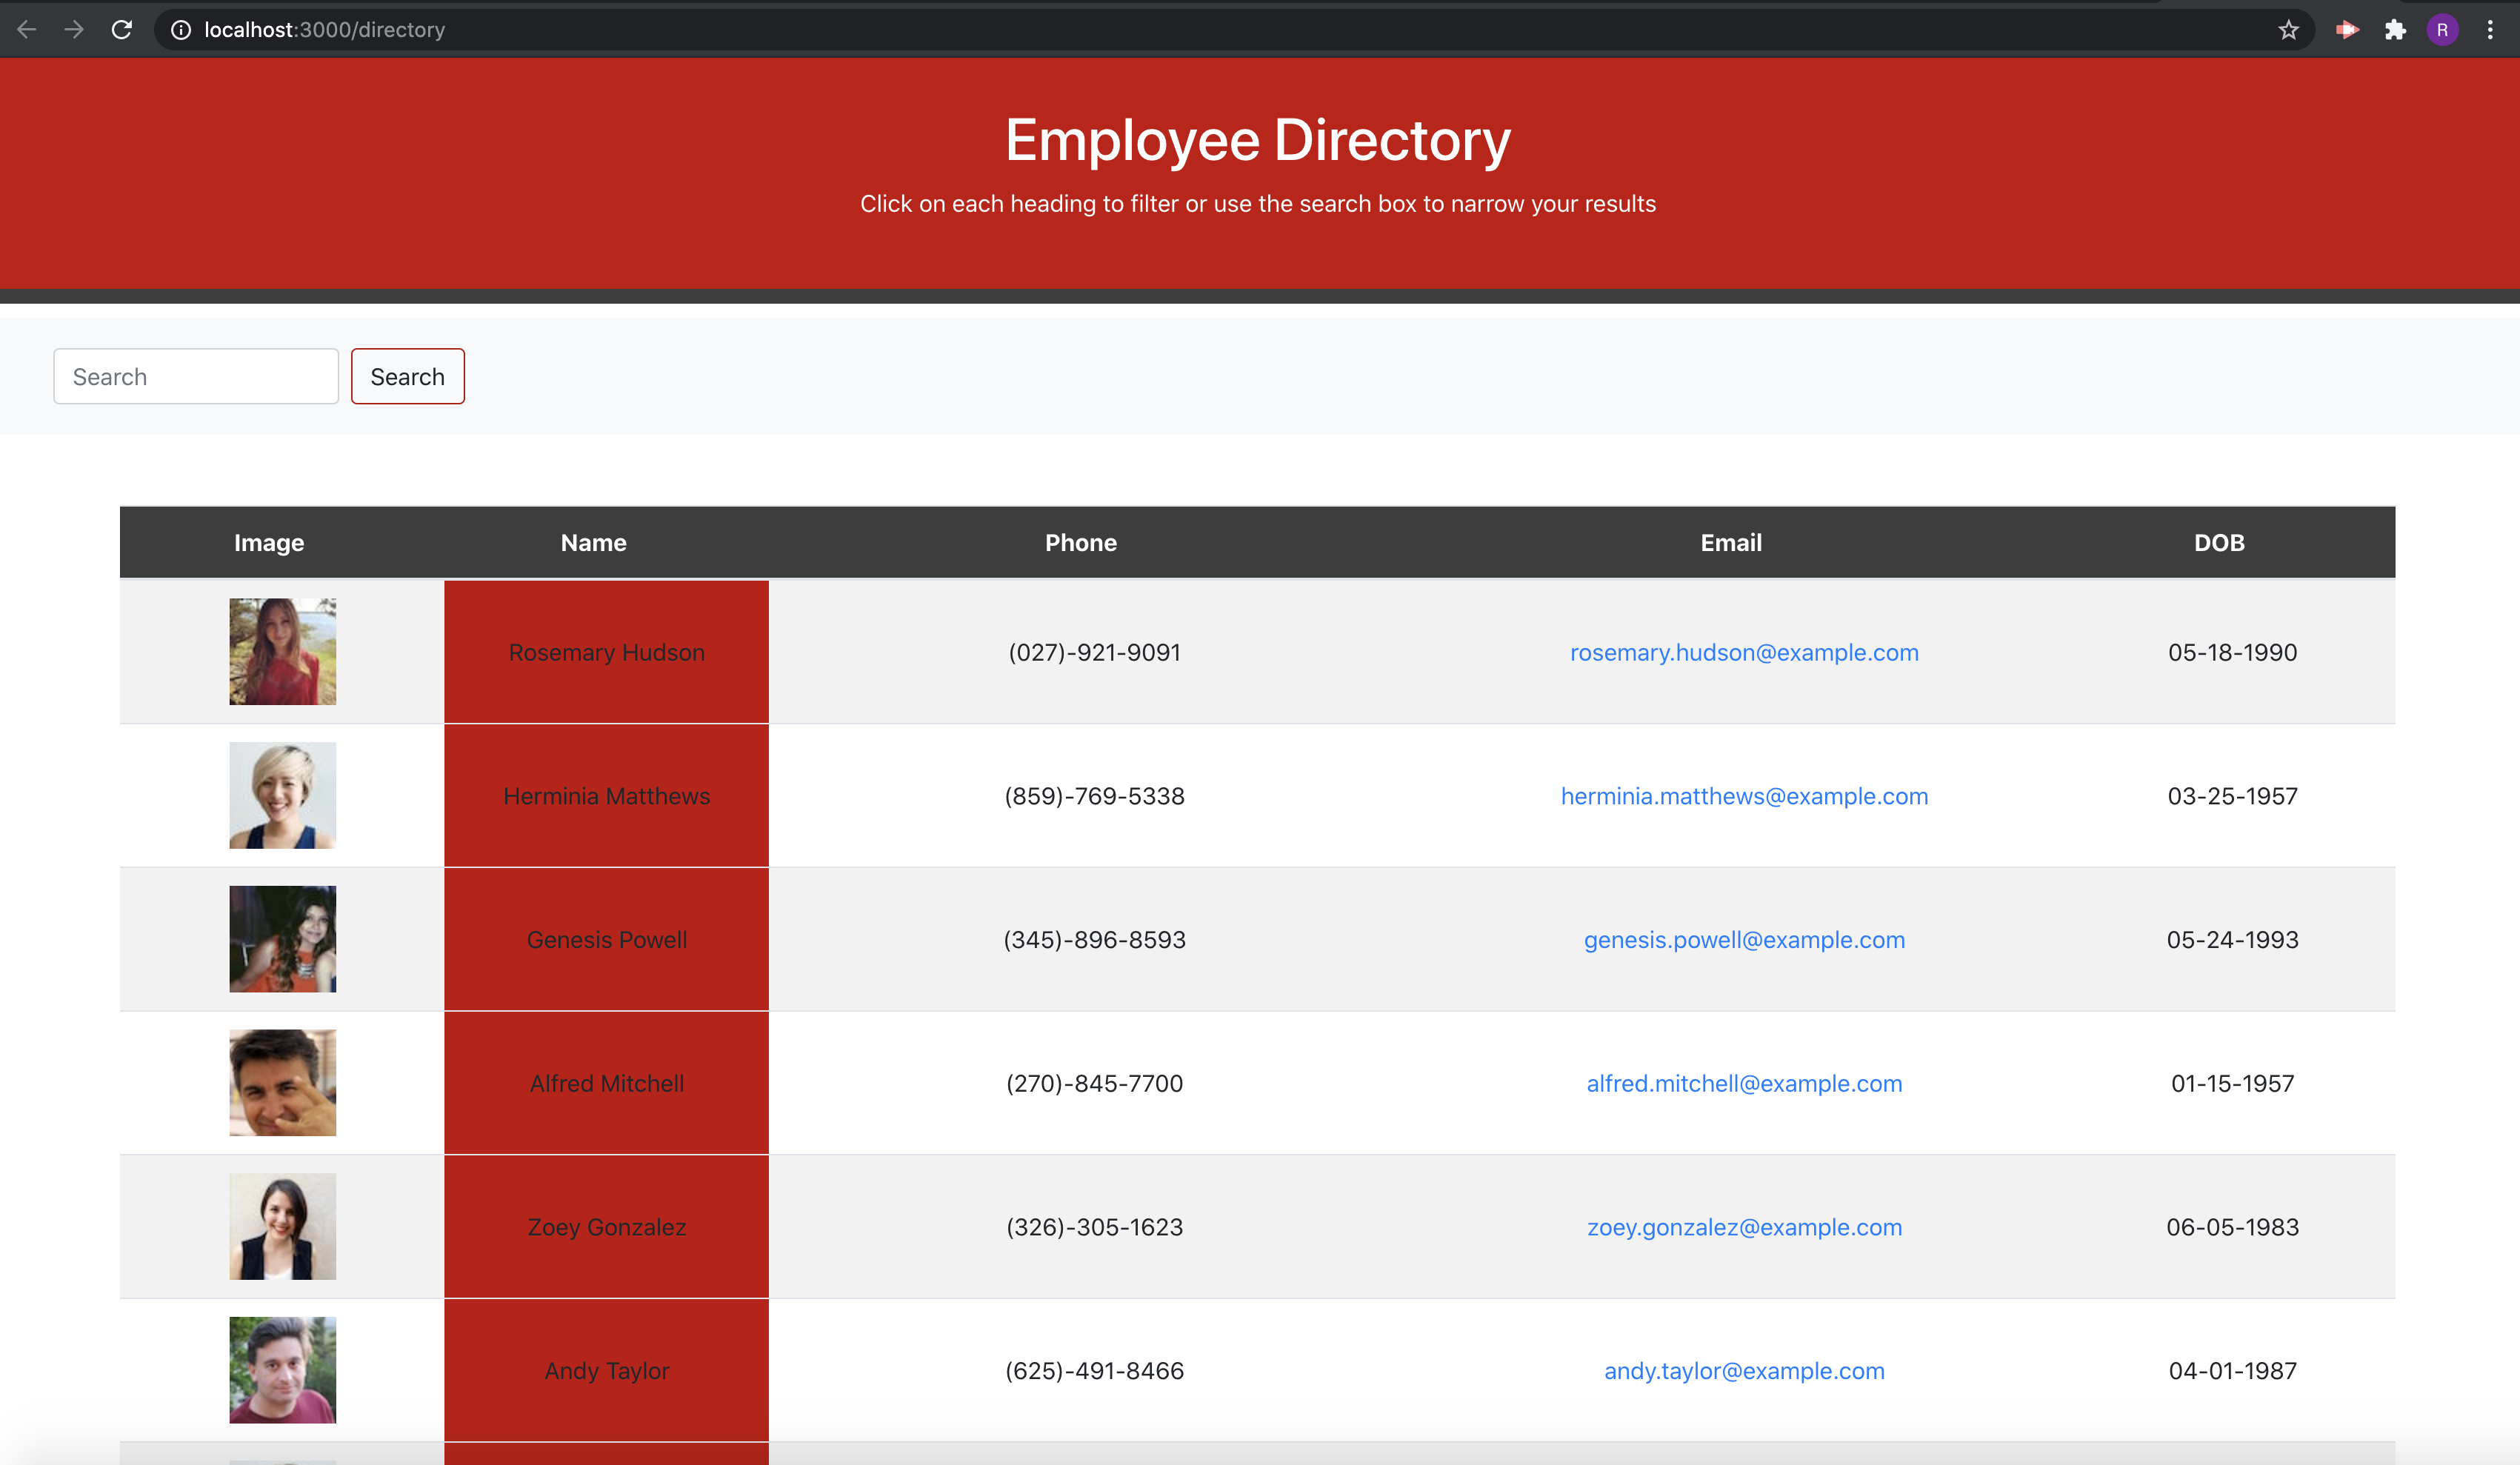 localhost:3000/directory
R
Employee Directory
Click on each heading to filter or use the search box to narrow your results
Search Search
Image Name Phone Email DOB
Rosemary Hudson (027)-921-9091 rosemary.hudson@example.com 05-18-1990
Herminia Matthews (859)-769-5338 herminia.matthews@example.com 03-25-1957
Genesis Powell (345)-896-8593 genesis.powell@example.com 05-24-1993
Alfred Mitchell (270)-845-7700 alfred.mitchell@example.com 01-15-1957
Zoey Gonzalez (326)-305-1623 zoey.gonzalez@example.com 06-05-1983
Andy Taylor (625)-491-8466 andy.taylor@example.com 04-01-1987